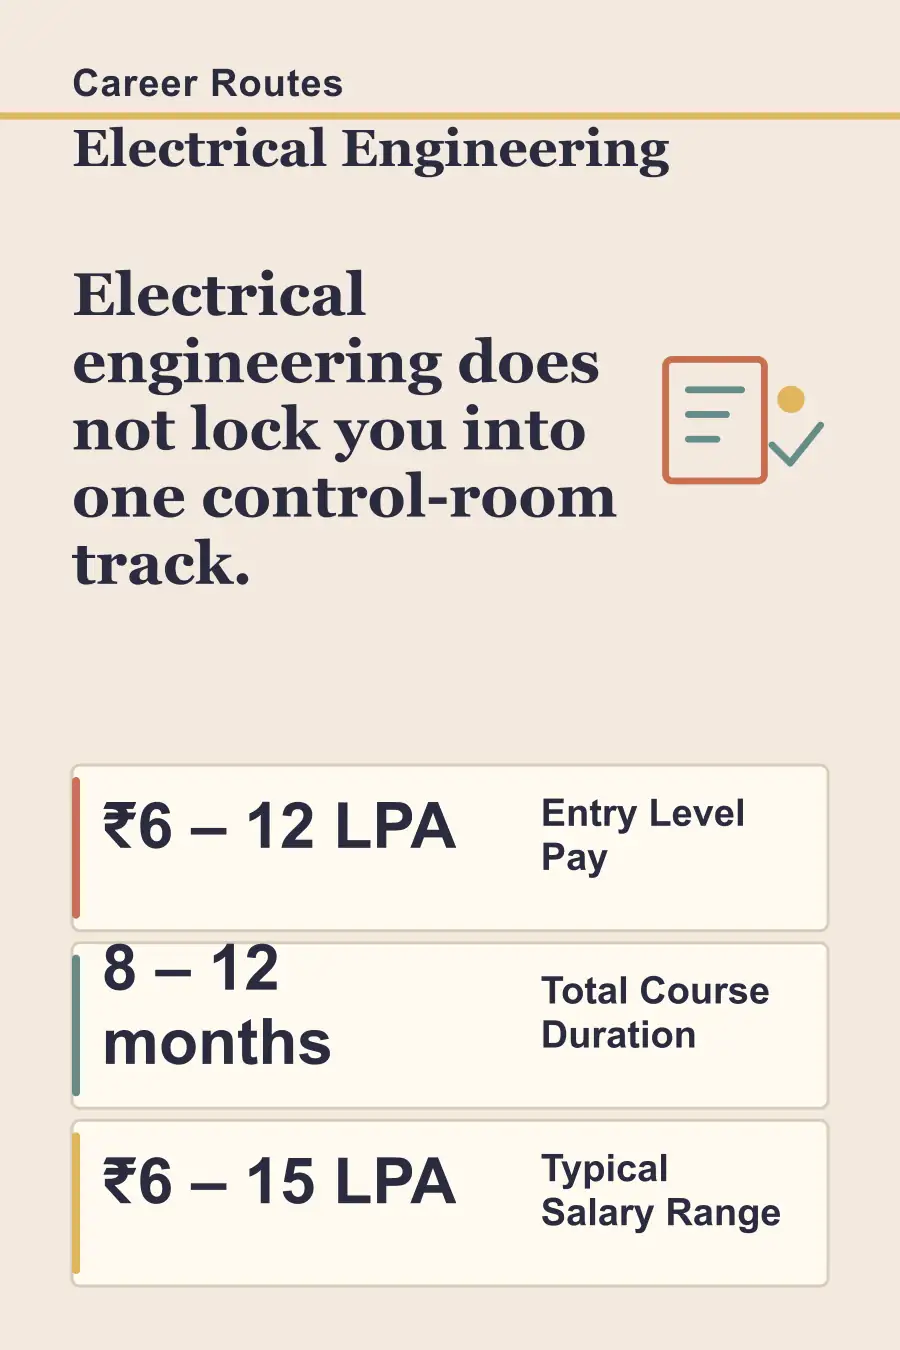 Career Routes
Electrical Engineering
Electrical
engineering does
not lock you into
one control-room
track.
₹6 – 12 LPA
Entry Level
Pay
8 – 12
months
Total Course
Duration
₹6 – 15 LPA
Typical
Salary Range